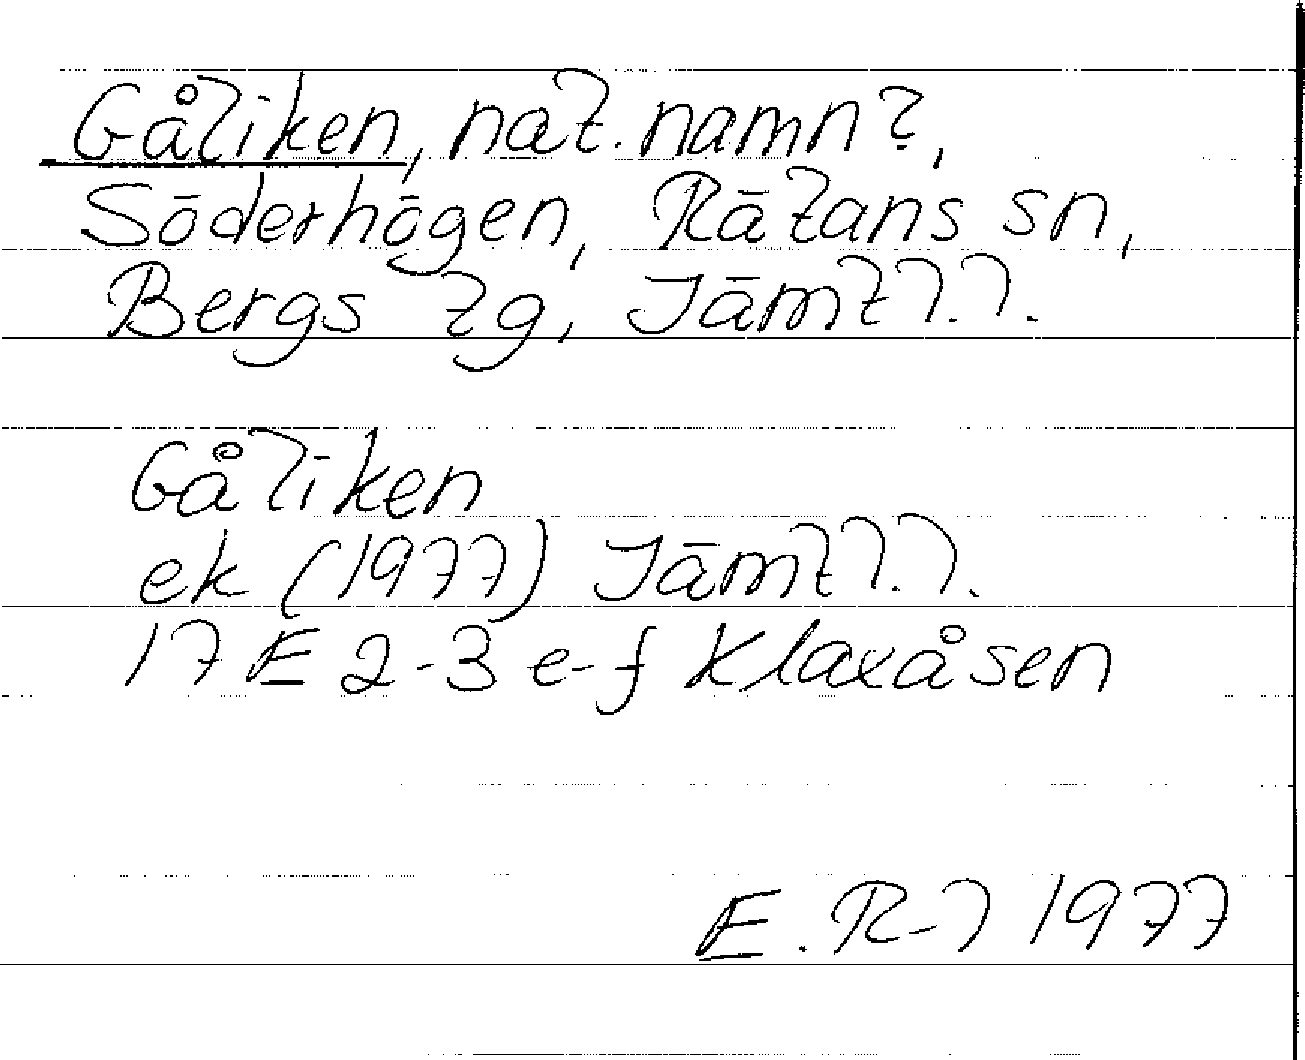 Gåliken, nat. namn?,
Söderhögen, Rätans sn,
Bergs tg, Jämtl. l.
Gåliken
ek (1977) Jämtl. l.
17 E 2-3 e-f Klaxåsen
E. R-l 1977